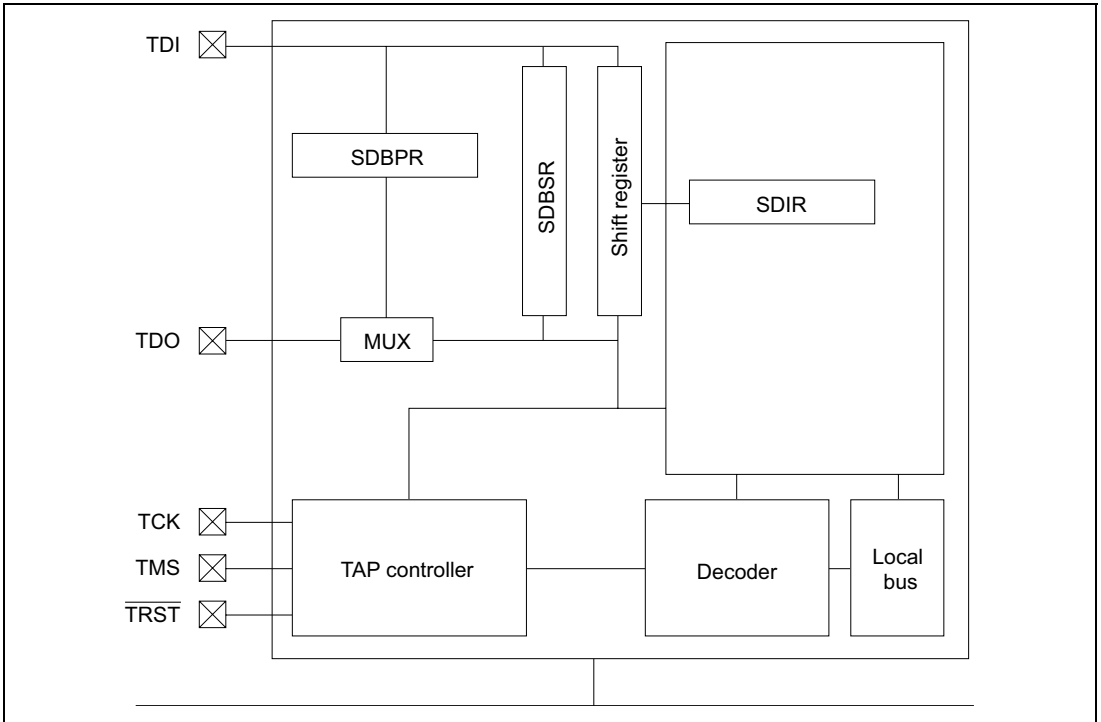 TDI
SDBPR
SDBSR
Shift register
SDIR
TDO
MUX
TCK
TMS
TRST
TAP controller
Decoder
Local
bus